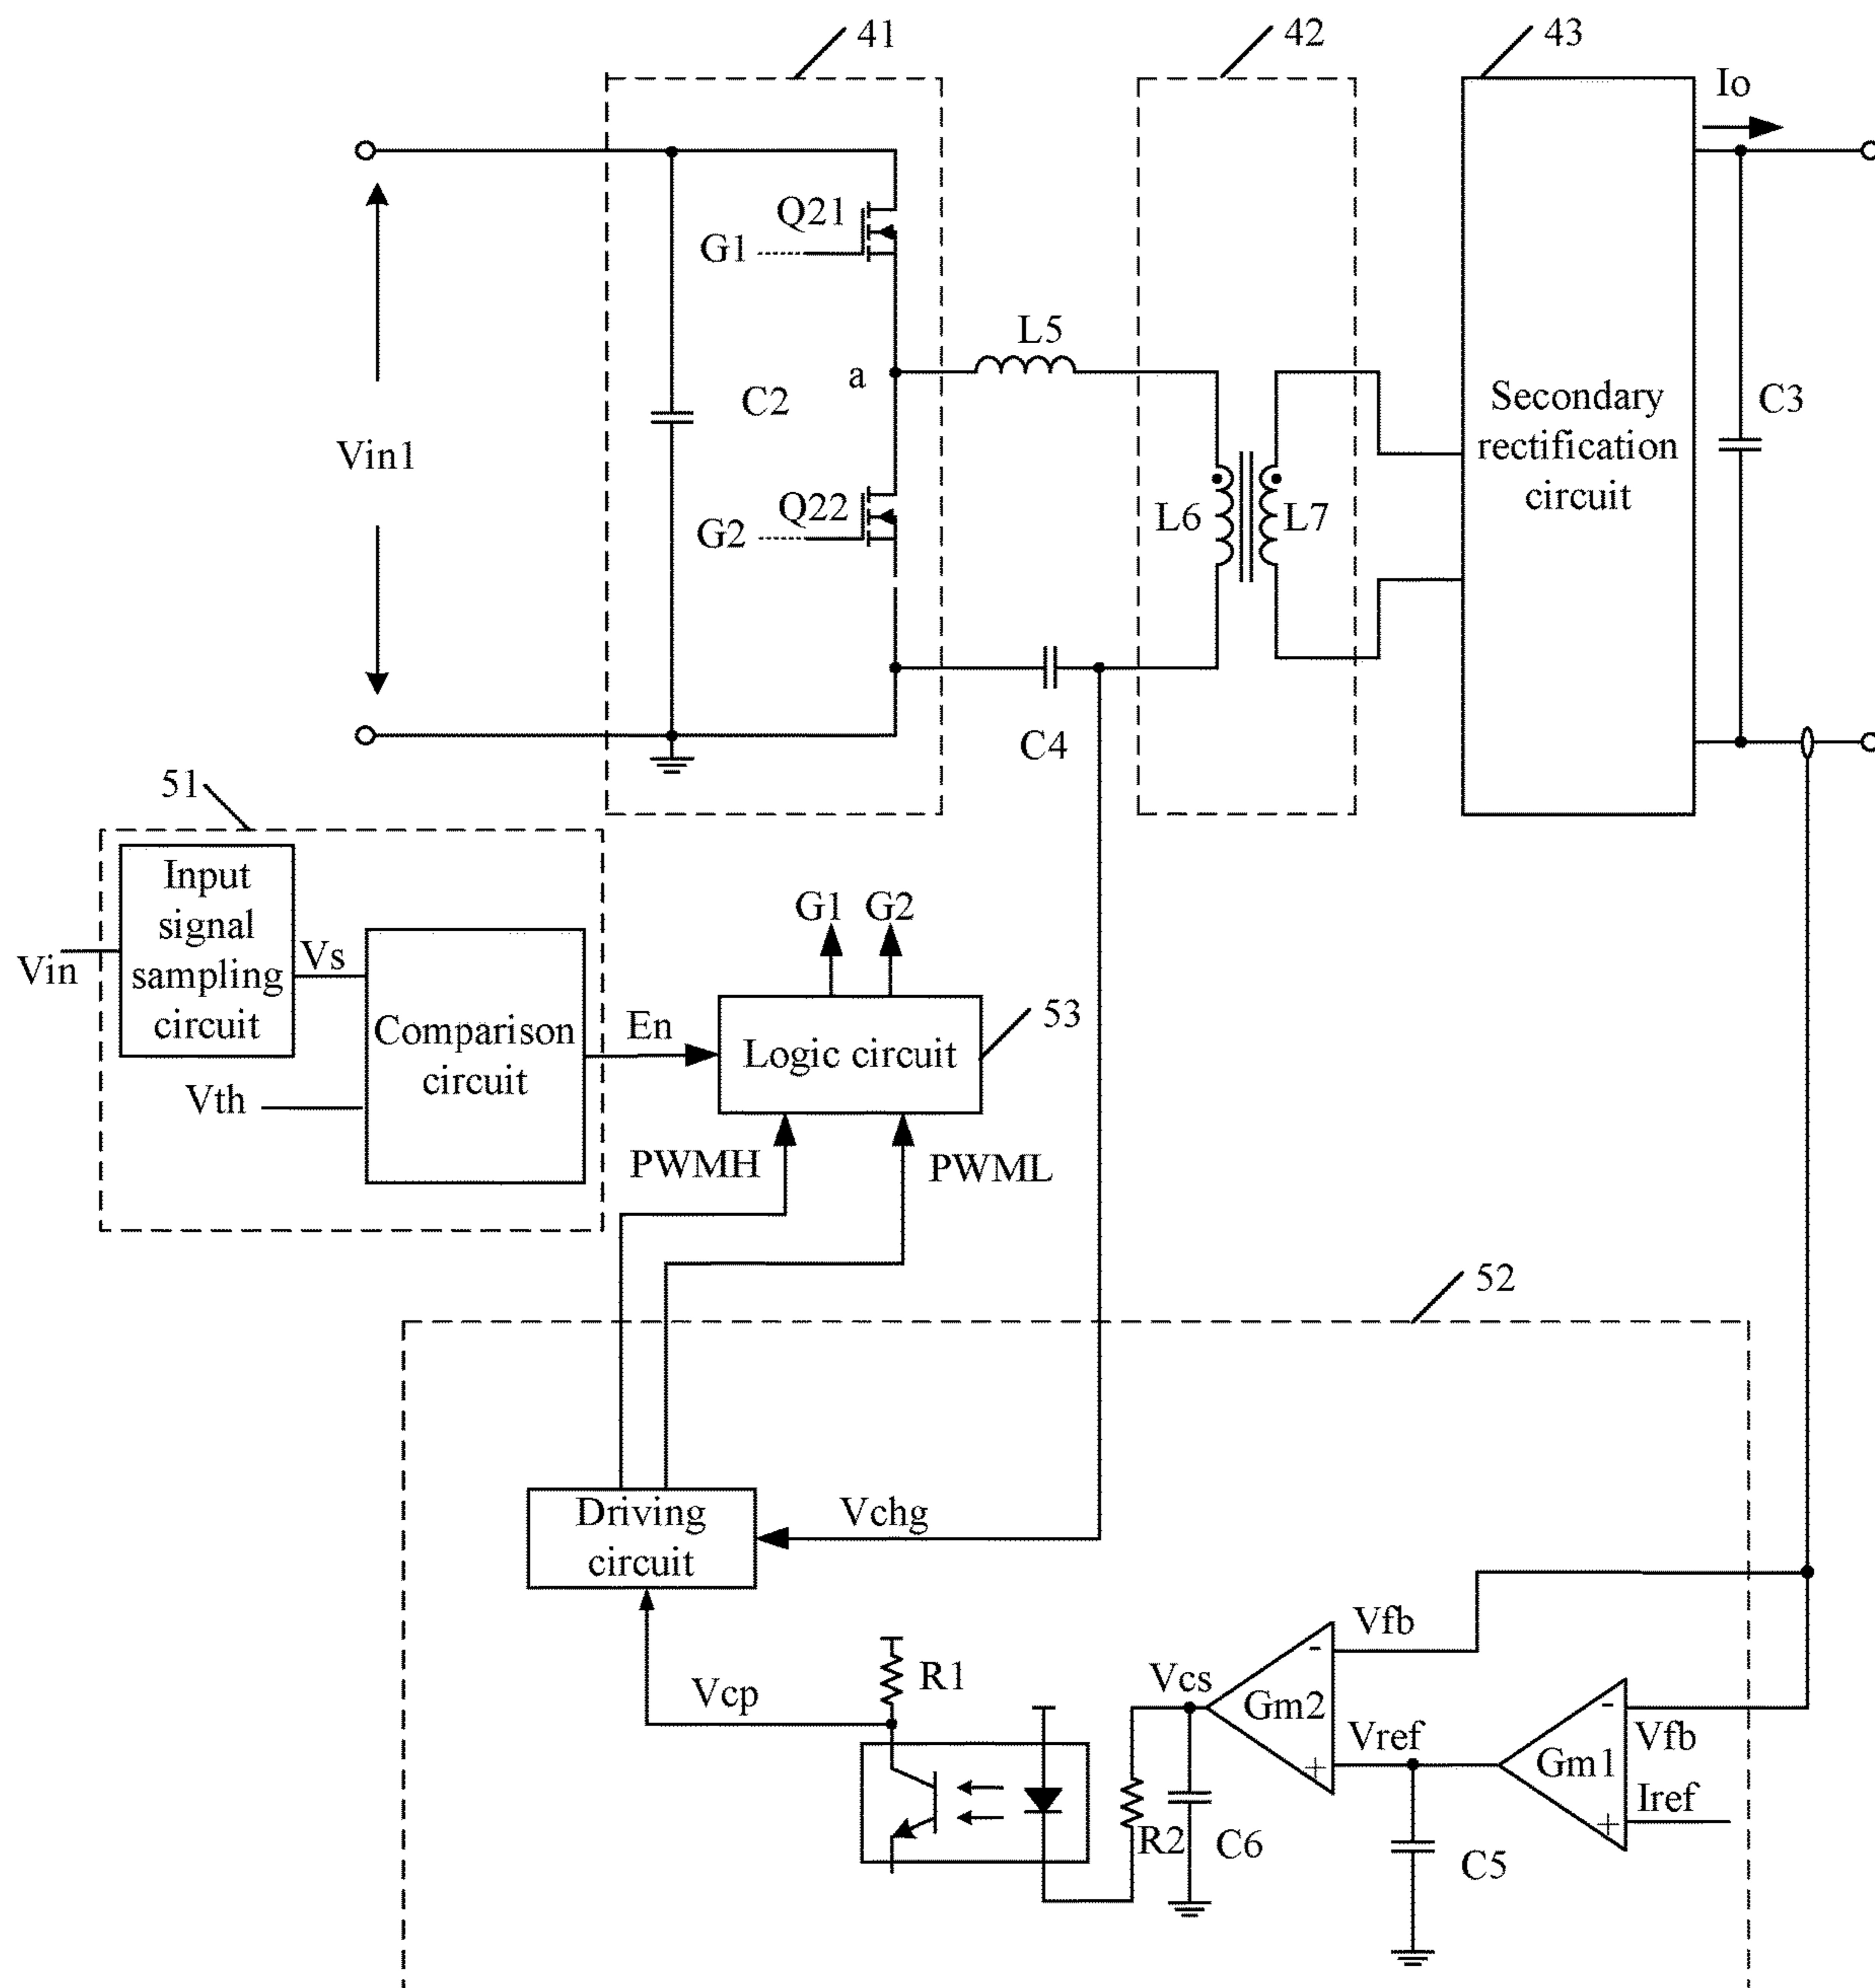 41
42
43
Io
Q21
G1
L5
a
C2
C3
Vin1
Secondary
rectification
circuit
Q22
G2
L6
L7
C4
51
Input
signal
sampling
circuit
Vin
Vs
G1 G2
Comparison
circuit
En
Logic circuit
53
Vth
PWMH
PWML
52
Driving
circuit
Vchg
Vfb
-
Gm2
+
Vcs
R1
Vcp
Vref
-
Vfb
Gm1
Iref
+
R2
C6
C5